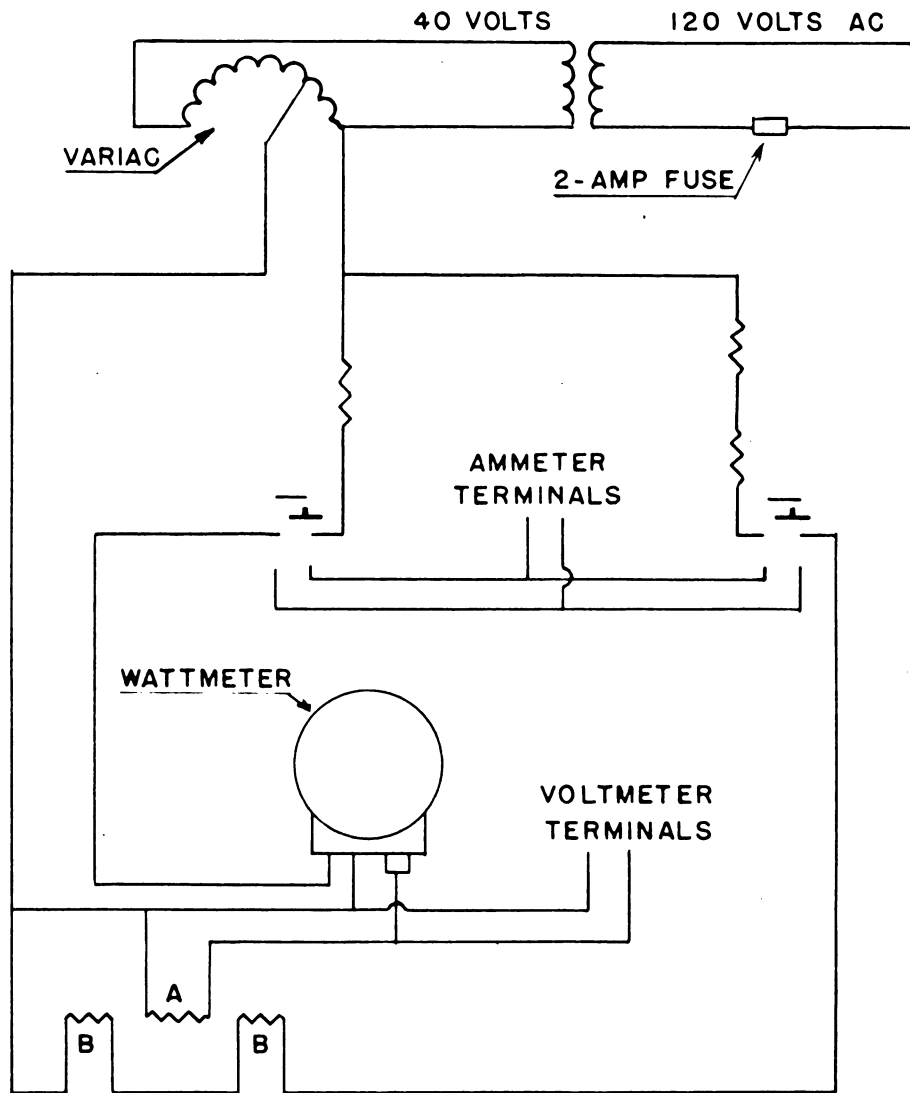 40 VOLTS
120 VOLTS AC
VARIAC
2-AMP FUSE
AMMETER
TERMINALS
WATTMETER
VOLTMETER
TERMINALS
A
B
B